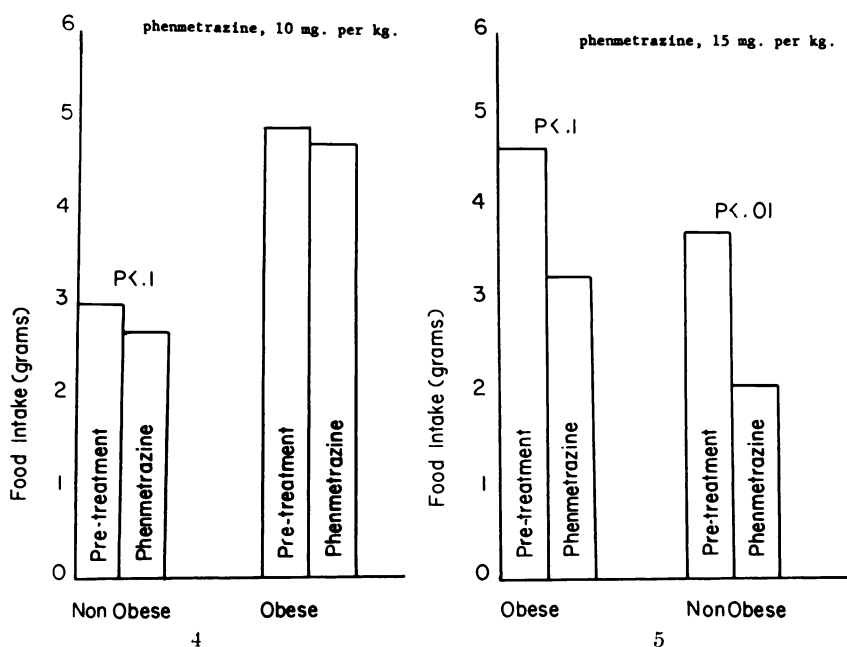 phenmetrazine, 10 mg. per kg.
6
5
4
3
2
1
0
Food Intake (grams)
P<.1
Pre-treatment
Phenmetrazine
Pre-treatment
Phenmetrazine
Non Obese
Obese
4
phenmetrazine, 15 mg. per kg.
6
5
4
3
2
1
0
Food Intake (grams)
P<.1
P<.01
Pre-treatment
Phenmetrazine
Pre-treatment
Phenmetrazine
Obese
Non Obese
5